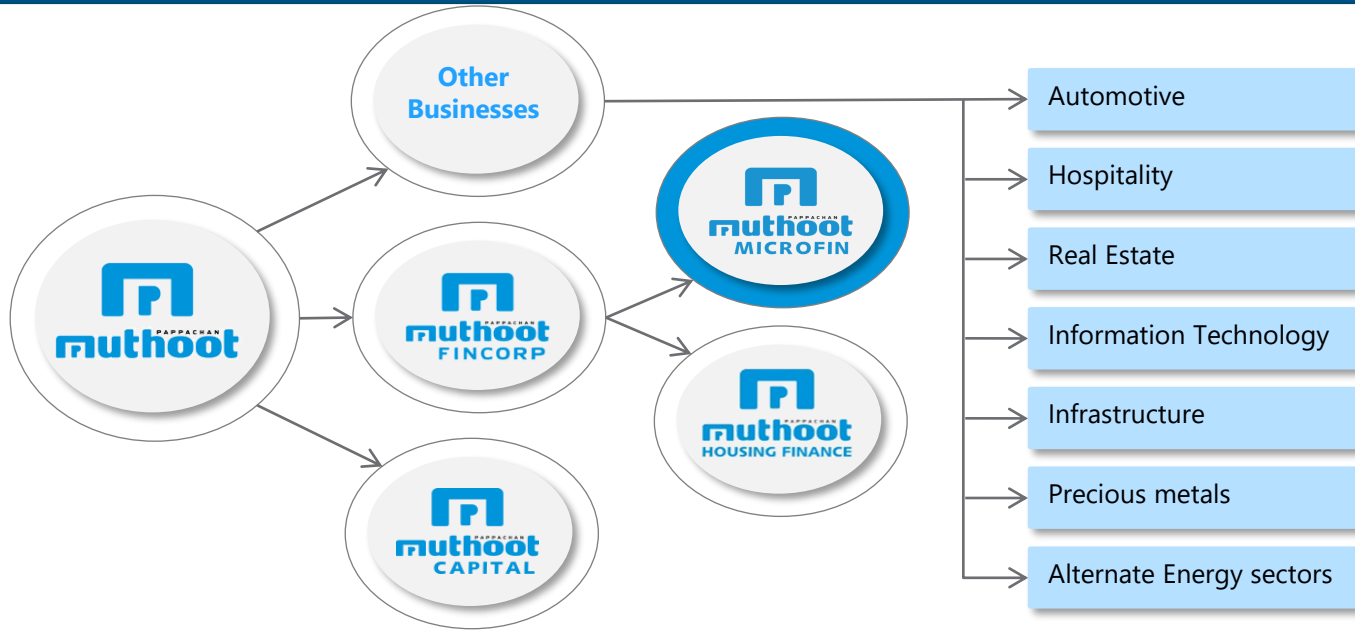 Other
Businesses
Automotive
PAPPACHAN
muthoot
MICROFIN
Hospitality
PAPPACHAN
muthoot
Real Estate
PAPPACHAN
muthoot
FINCORP
Information Technology
PAPPACHAN
muthoot
HOUSING FINANCE
Infrastructure
PAPPACHAN
muthoot
CAPITAL
Precious metals
Alternate Energy sectors